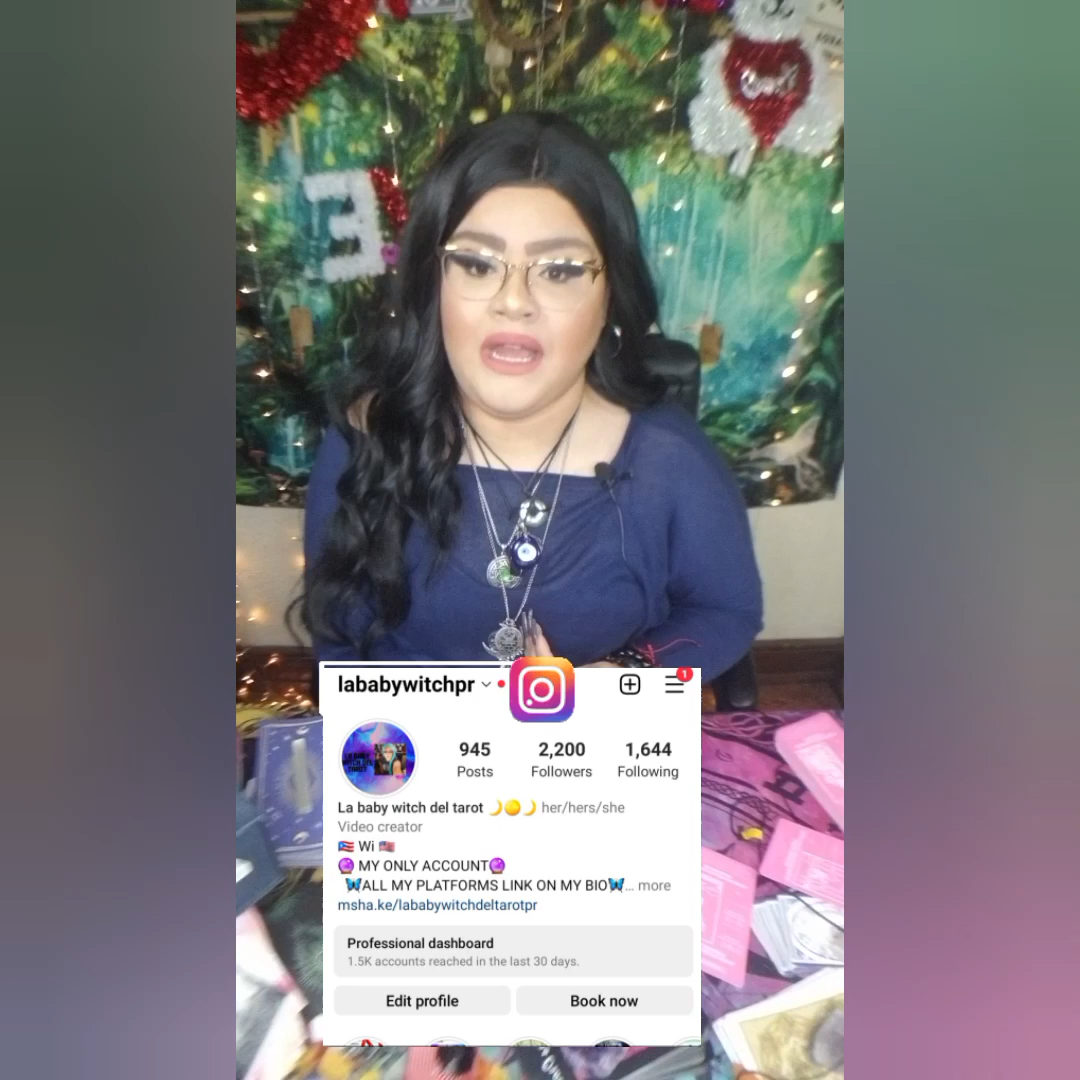 lababywitchpr
1
945
2,200
1,644
Posts
Followers
Following
La baby witch del tarot 🌙🌕🌙 her/hers/she
Video creator
🇵🇷 Wi 🇺🇸
🔮 MY ONLY ACCOUNT🔮
🦋ALL MY PLATFORMS LINK ON MY BIO🦋... more
msha.ke/lababywitchdeltarotpr
Professional dashboard
1.5K accounts reached in the last 30 days.
Edit profile
Book now